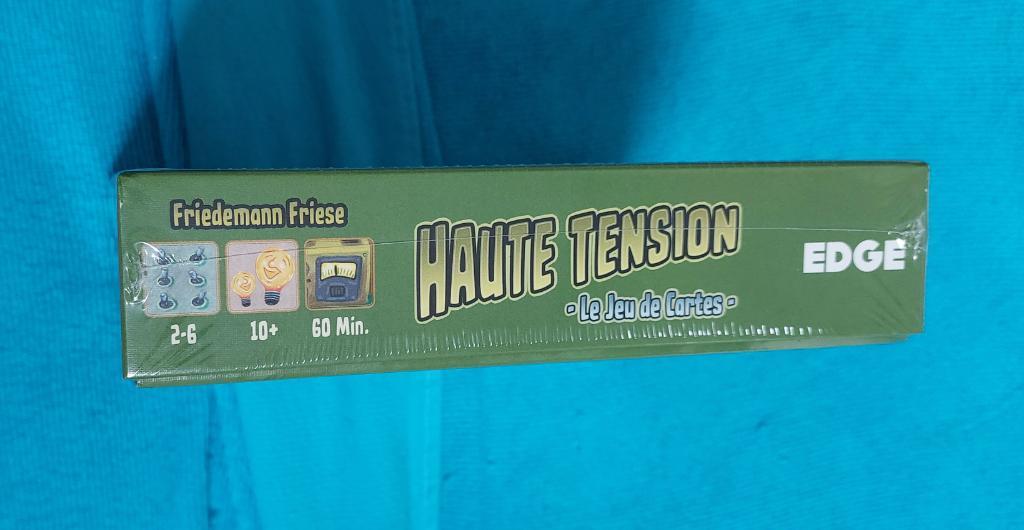 Friedemann Friese
2-6
10+
60 Min.
HAUTE TENSION
- Le Jeu de Cartes -
EDGE